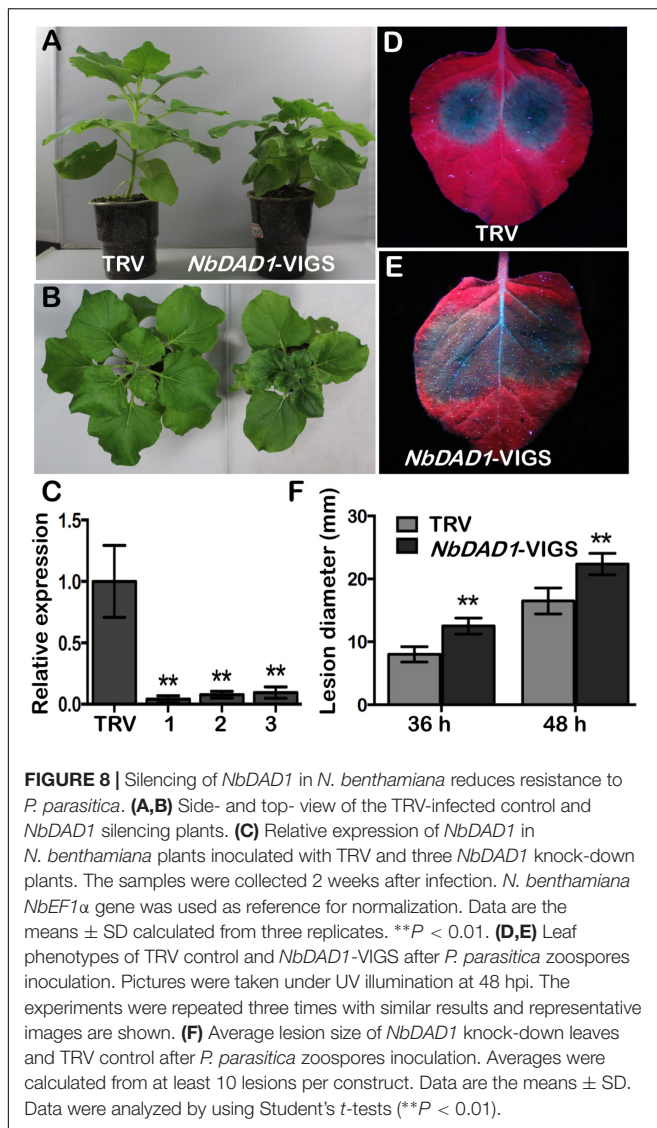 A
TRV
NbDAD1-VIGS
B
C
Relative expression
1.5
1.0
0.5
0.0
**
**
**
TRV
1
2
3
D
TRV
E
NbDAD1-VIGS
F
Lesion diameter (mm)
30
20
10
0
TRV
NbDAD1-VIGS
**
**
36 h
48 h
FIGURE 8 | Silencing of NbDAD1 in N. benthamiana reduces resistance to
P. parasitica. (A,B) Side- and top- view of the TRV-infected control and
NbDAD1 silencing plants. (C) Relative expression of NbDAD1 in
N. benthamiana plants inoculated with TRV and three NbDAD1 knock-down
plants. The samples were collected 2 weeks after infection. N. benthamiana
NbEF1α gene was used as reference for normalization. Data are the
means ± SD calculated from three replicates. **P < 0.01. (D,E) Leaf
phenotypes of TRV control and NbDAD1-VIGS after P. parasitica zoospores
inoculation. Pictures were taken under UV illumination at 48 hpi. The
experiments were repeated three times with similar results and representative
images are shown. (F) Average lesion size of NbDAD1 knock-down leaves
and TRV control after P. parasitica zoospores inoculation. Averages were
calculated from at least 10 lesions per construct. Data are the means ± SD.
Data were analyzed by using Student's t-tests (**P < 0.01).